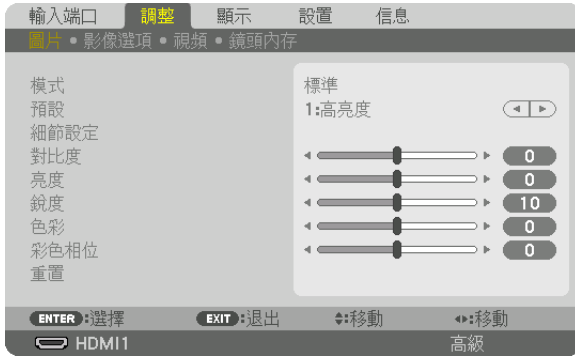 輸入端口 調整 顯示 設置 信息
圖片 • 影像選項 • 視頻 • 鏡頭內存
模式 標準
預設 1:高亮度
細節設定
對比度 0
亮度 0
銳度 10
色彩 0
彩色相位 0
重置
ENTER:選擇 EXIT:退出 :移動 :移動
HDMI1 高級